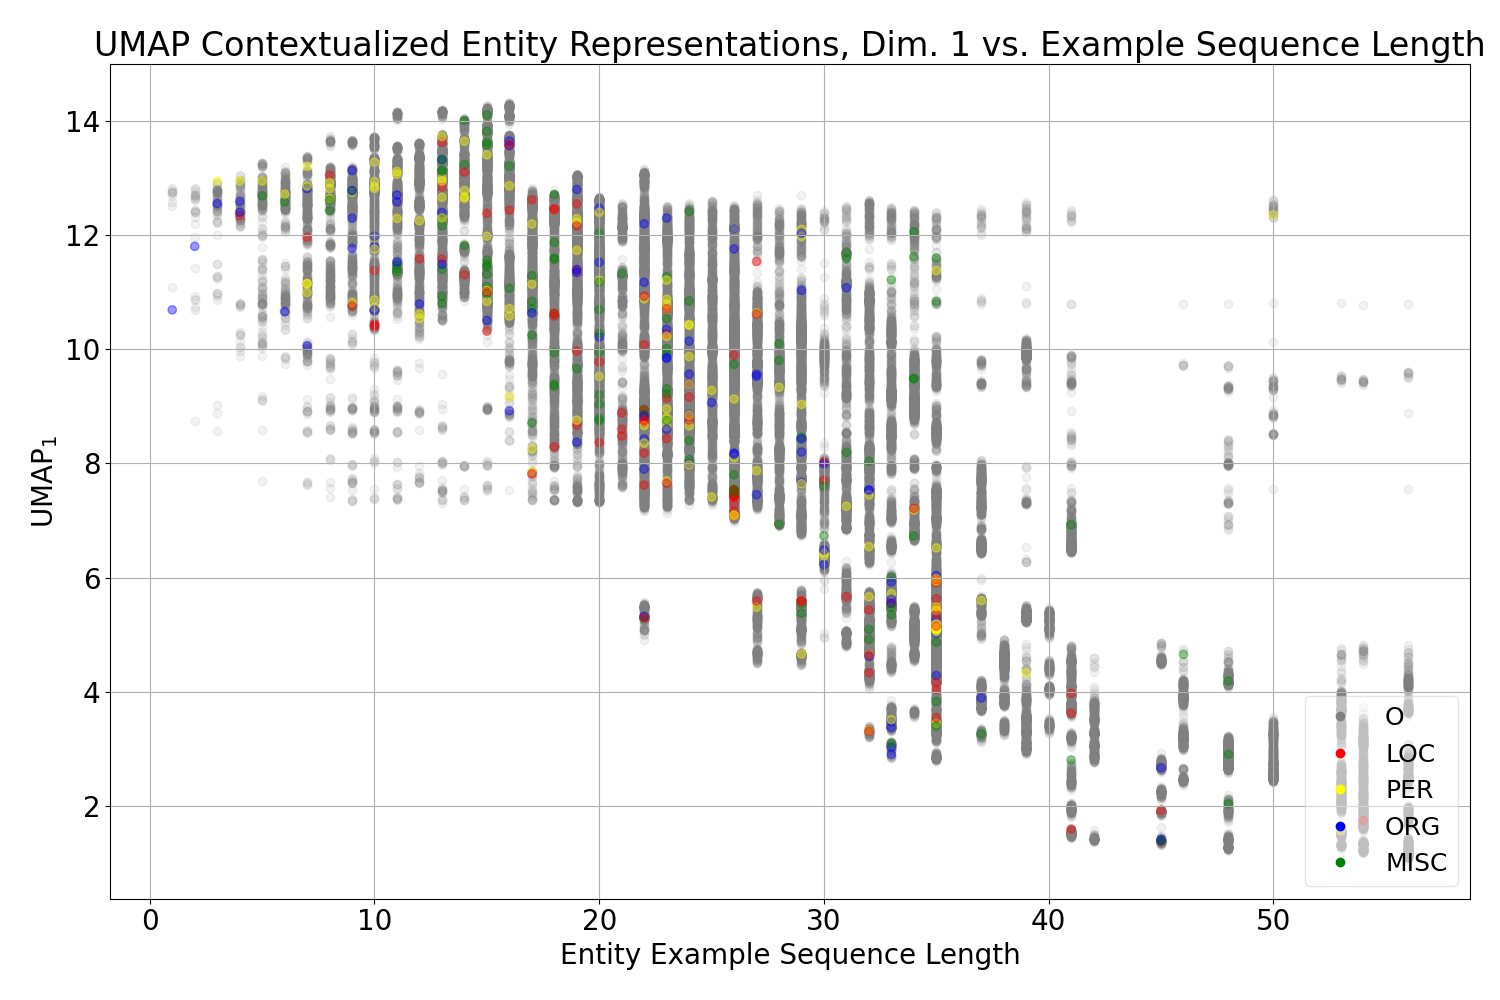 UMAP Contextualized Entity Representations, Dim. 1 vs. Example Sequence Length
14
12
10
8
6
4
2
UMAP₁
0 10 20 30 40 50
Entity Example Sequence Length
O
LOC
PER
ORG
MISC